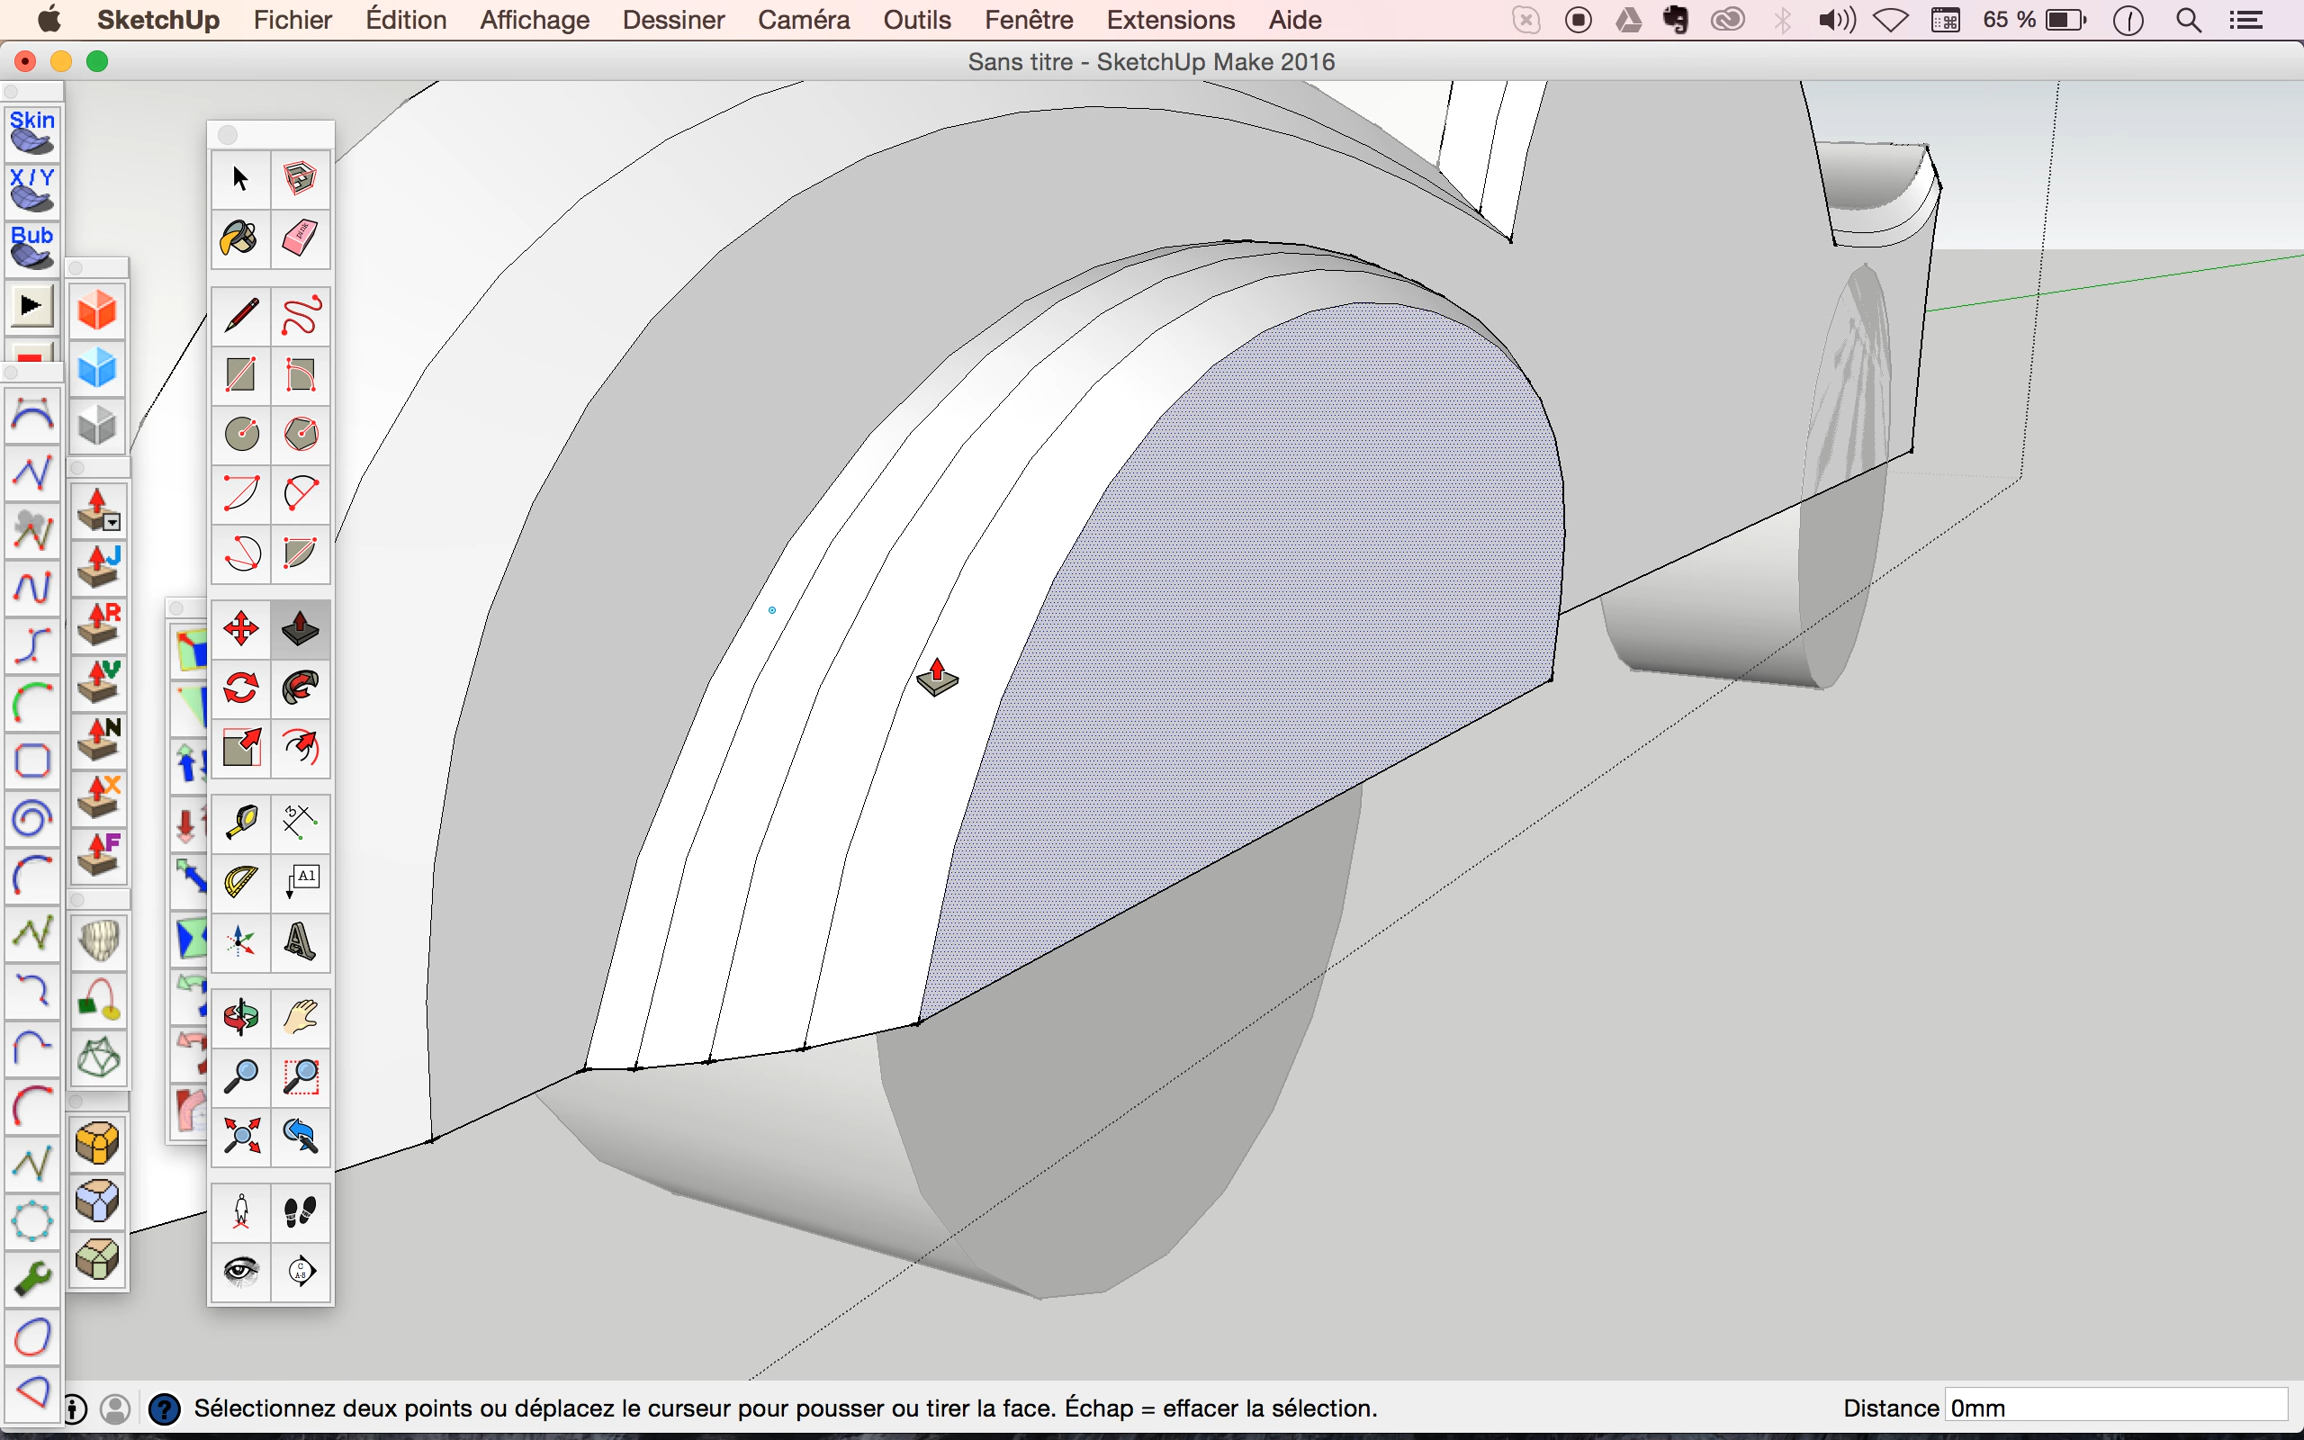 SketchUp Fichier Édition Affichage Dessiner Caméra Outils Fenêtre Extensions Aide 65 %
Sans titre - SketchUp Make 2016
Skin
X/Y
Bub
J
R
V
N
X
F
A1
Sélectionnez deux points ou déplacez le curseur pour pousser ou tirer la face. Échap = effacer la sélection.
Distance 0mm